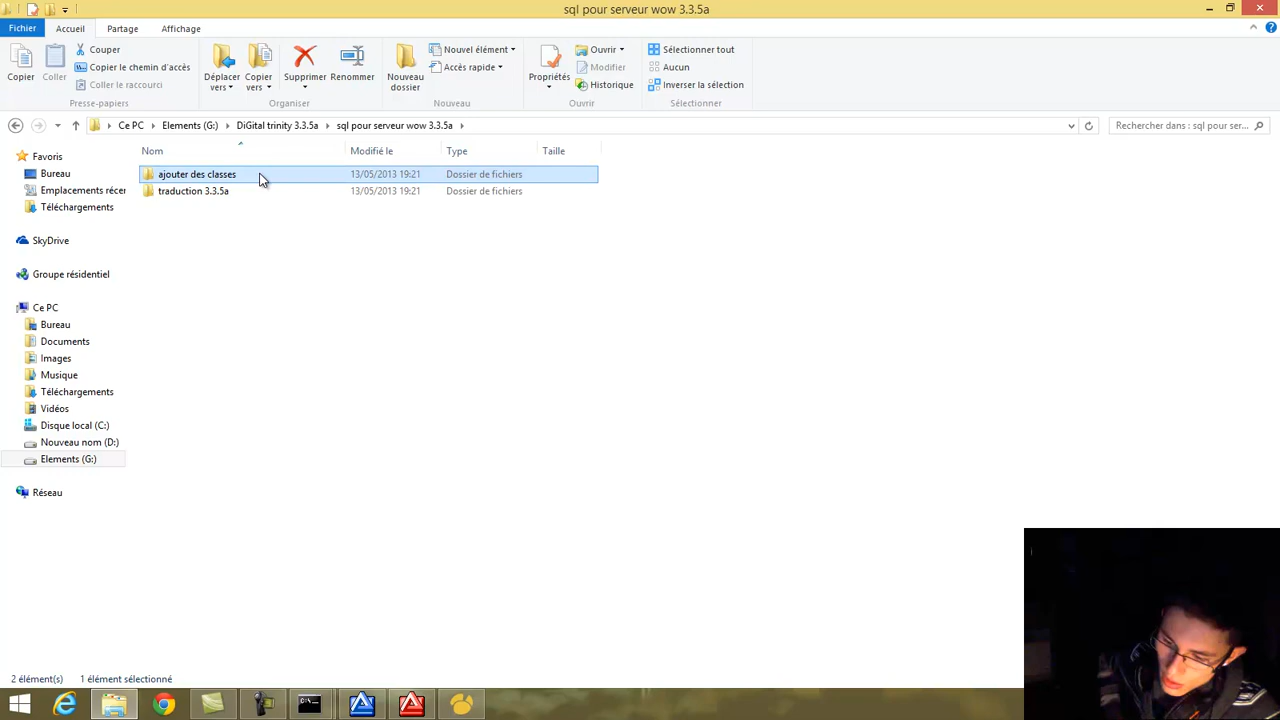 sql pour serveur wow 3.3.5a
Fichier Accueil Partage Affichage
Copier
Coller
Couper
Copier le chemin d'accès
Coller le raccourci
Presse-papiers
Déplacer vers
Copier vers
Supprimer
Renommer
Organiser
Nouveau dossier
Nouvel élément
Accès rapide
Nouveau
Propriétés
Ouvrir
Modifier
Historique
Ouvrir
Sélectionner tout
Aucun
Inverser la sélection
Sélectionner
Ce PC Elements (G:) DiGital trinity 3.3.5a sql pour serveur wow 3.3.5a
Rechercher dans : sql pour ser...
Nom Modifié le Type Taille
ajouter des classes 13/05/2013 19:21 Dossier de fichiers
traduction 3.3.5a 13/05/2013 19:21 Dossier de fichiers
Favoris
Bureau
Emplacements récer
Téléchargements
SkyDrive
Groupe résidentiel
Ce PC
Bureau
Documents
Images
Musique
Téléchargements
Vidéos
Disque local (C:)
Nouveau nom (D:)
Elements (G:)
Réseau
2 élément(s) 1 élément sélectionné